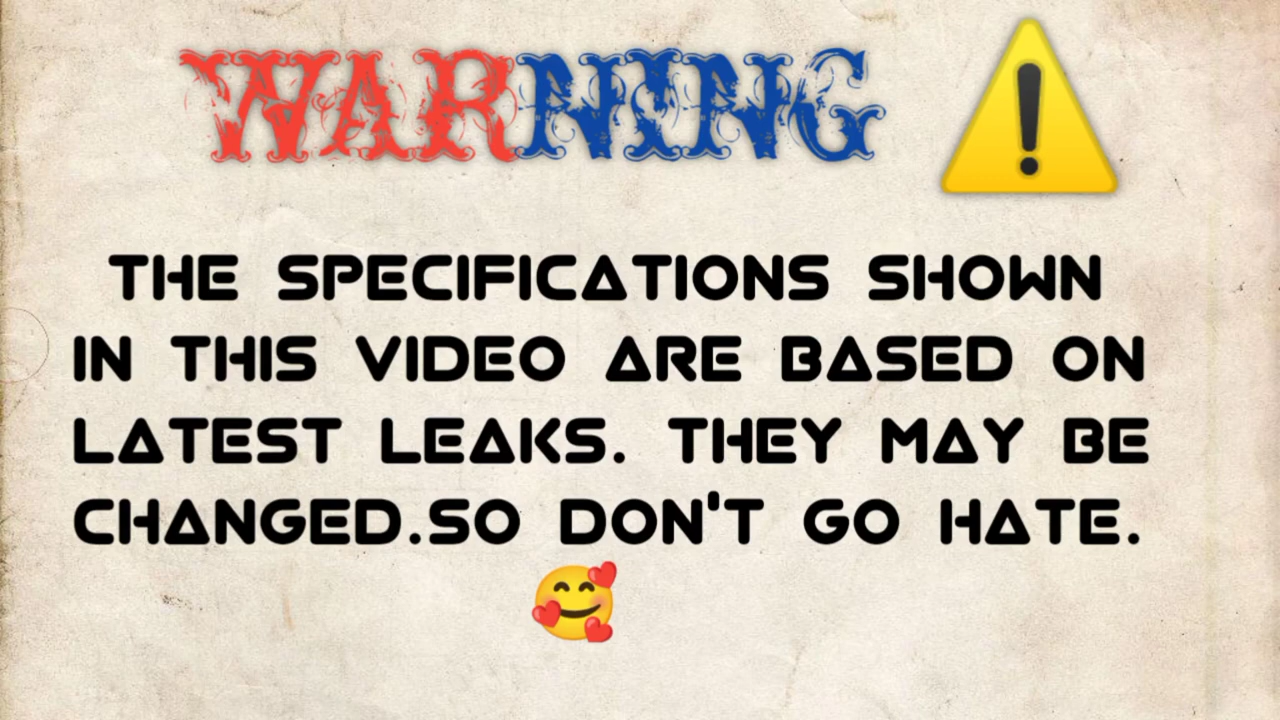 WARNING ⚠️
THE SPECIFICATIONS SHOWN
IN THIS VIDEO ARE BASED ON
LATEST LEAKS. THEY MAY BE
CHANGED.SO DON'T GO HATE.
🥰